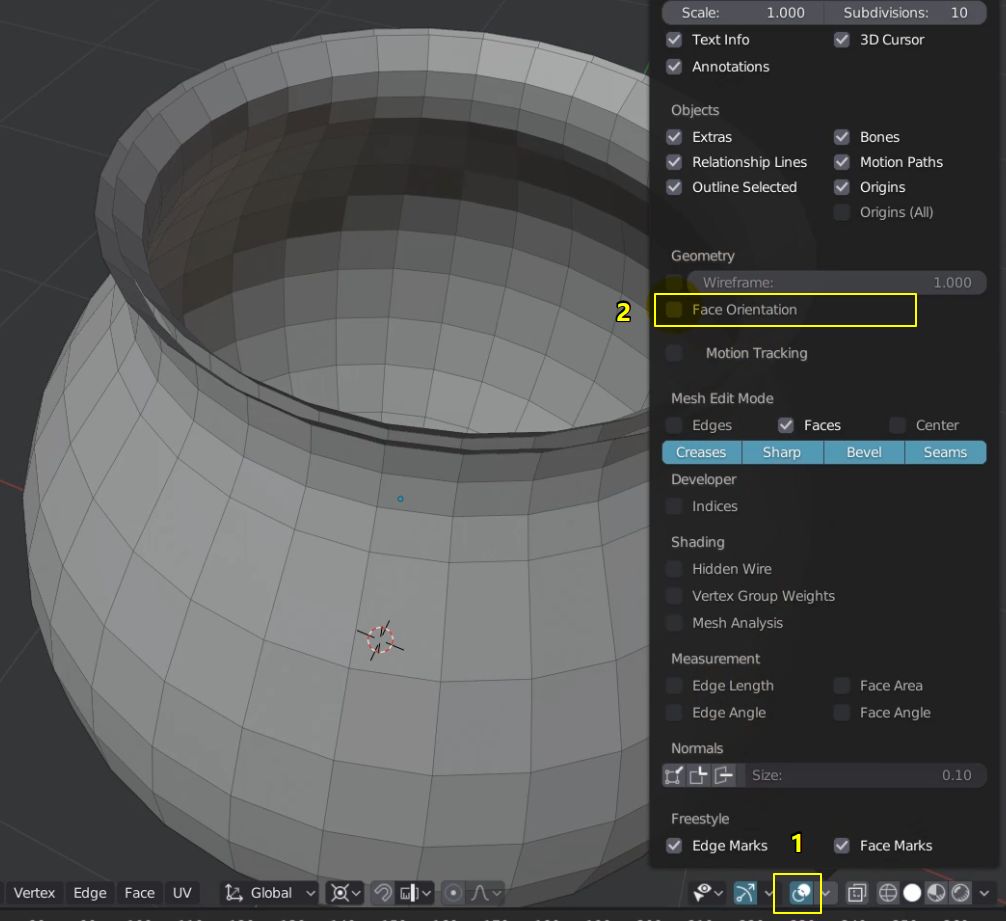 Scale: 1.000 Subdivisions: 10
Text Info 3D Cursor
Annotations
Objects
Extras Bones
Relationship Lines Motion Paths
Outline Selected Origins
Origins (All)
Geometry
Wireframe: 1.000
2 Face Orientation
Motion Tracking
Mesh Edit Mode
Edges Faces Center
Creases Sharp Bevel Seams
Developer
Indices
Shading
Hidden Wire
Vertex Group Weights
Mesh Analysis
Measurement
Edge Length Face Area
Edge Angle Face Angle
Normals
Size: 0.10
Freestyle
Edge Marks 1 Face Marks
Vertex Edge Face UV Global